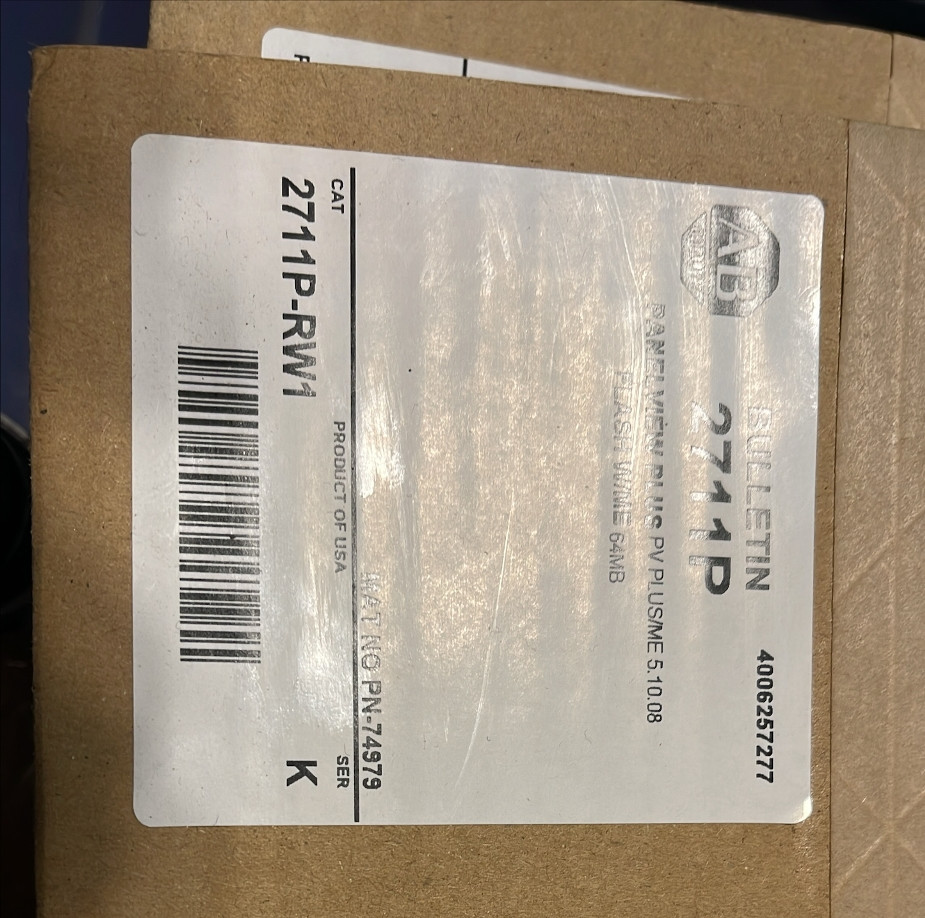 BULLETIN
4006257277
AB
2711P
PANELVIEW PLUS PV PLUS/ME 5.10.08
FLASH W/ME 64MB
MAT NO PN-74979
CAT
PRODUCT OF USA
SER
2711P-RW1
K